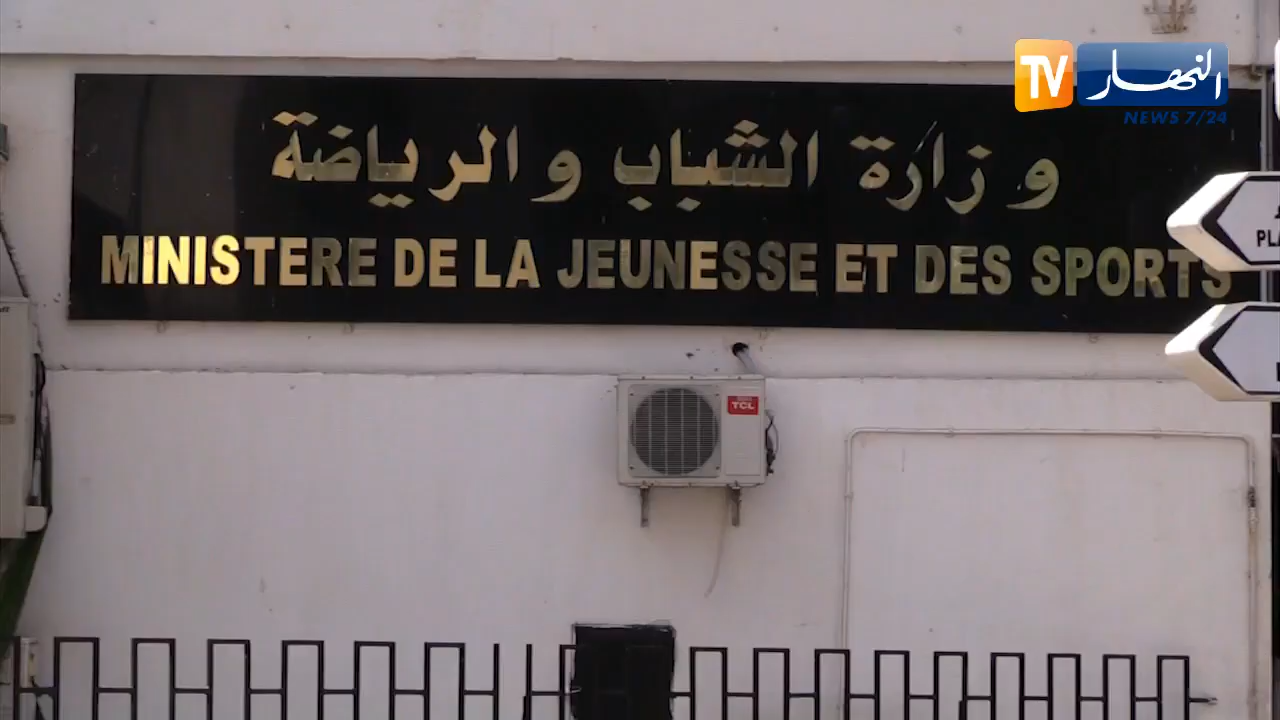 TV النهار
NEWS 7/24
وزارة الشباب والرياضة
MINISTERE DE LA JEUNESSE ET DES SPORTS
TCL